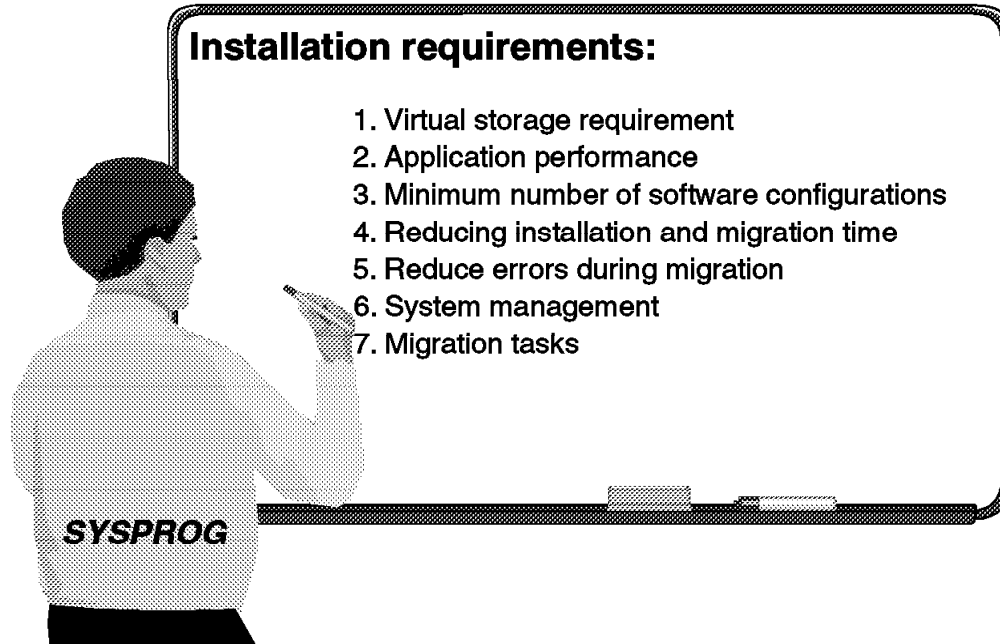 Installation requirements:
1. Virtual storage requirement
2. Application performance
3. Minimum number of software configurations
4. Reducing installation and migration time
5. Reduce errors during migration
6. System management
7. Migration tasks
SYSPROG